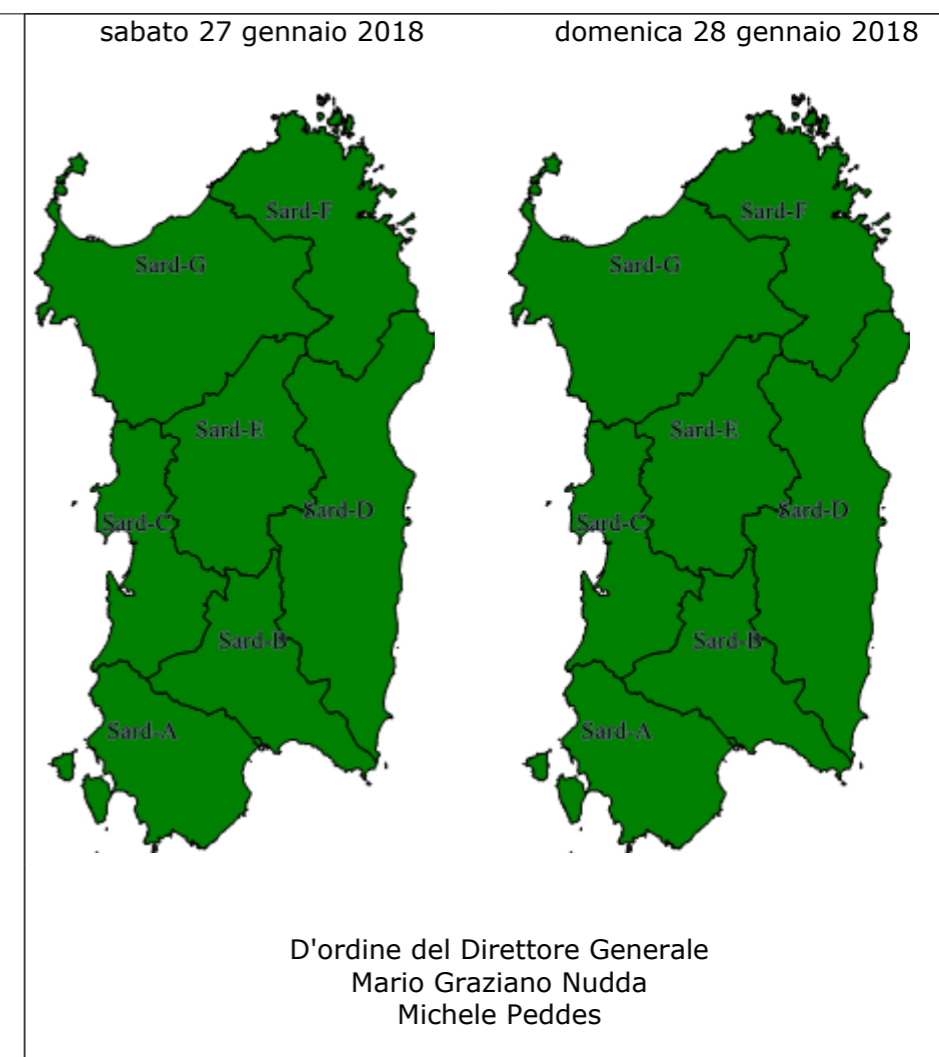 sabato 27 gennaio 2018
domenica 28 gennaio 2018
Sard-F
Sard-G
Sard-E
Sard-D
Sard-C
Sard-B
Sard-A
Sard-F
Sard-G
Sard-E
Sard-D
Sard-C
Sard-B
Sard-A
D'ordine del Direttore Generale
Mario Graziano Nudda
Michele Peddes